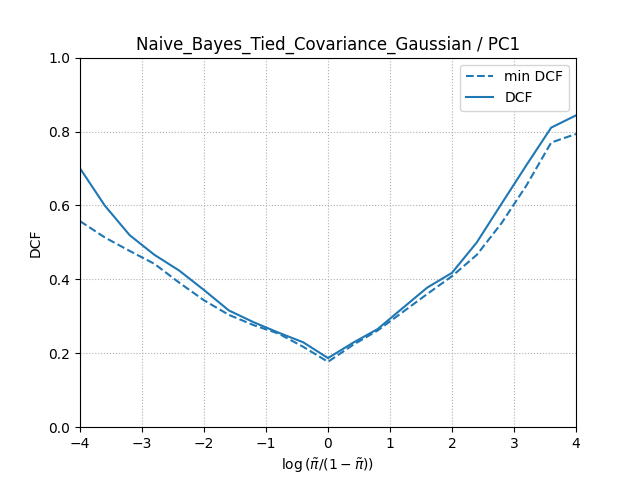 Naive_Bayes_Tied_Covariance_Gaussian / PC1
1.0
0.8
0.6
0.4
0.2
0.0
DCF
min DCF
DCF
−4 −3 −2 −1 0 1 2 3 4
log (π̃/(1 − π̃))